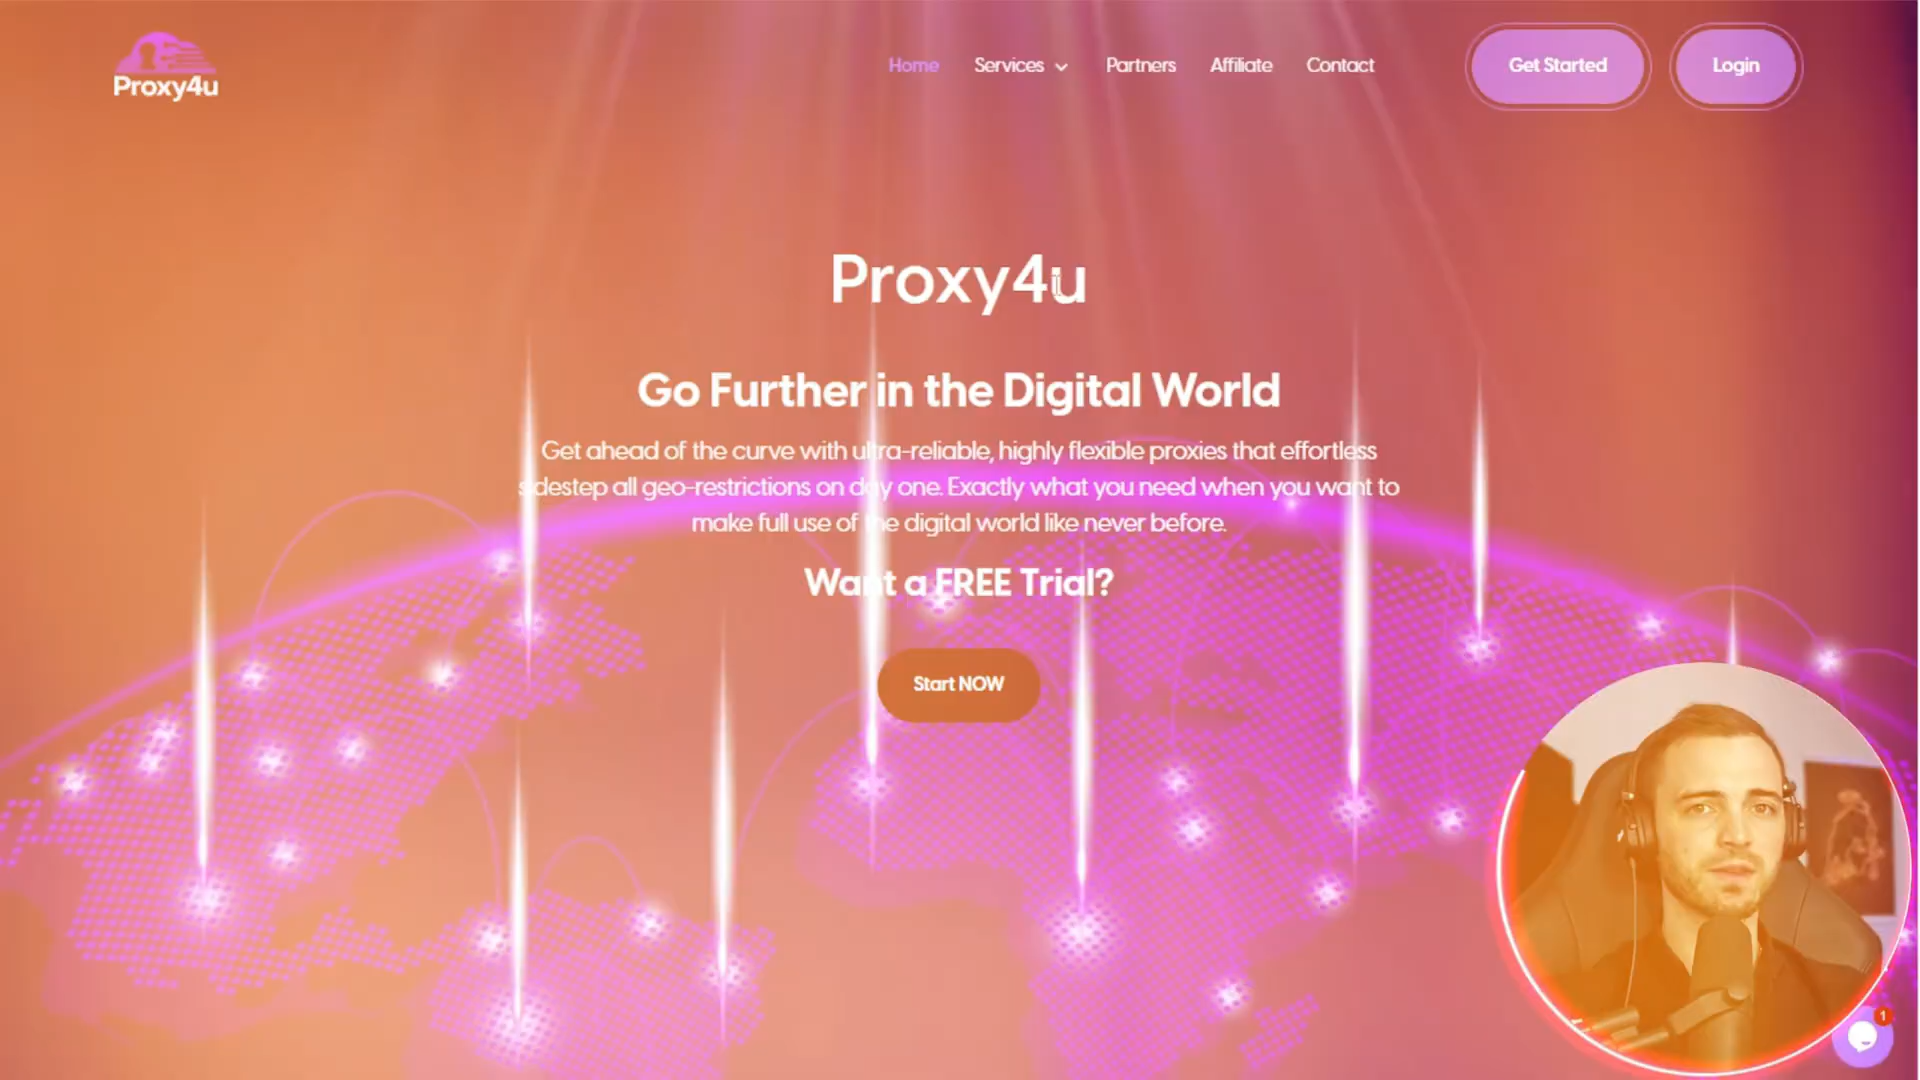 Proxy4u
Home Services Partners Affiliate Contact Get Started Login
Proxy4u
Go Further in the Digital World
Get ahead of the curve with ultra-reliable, highly flexible proxies that effortless
sidestep all geo-restrictions on day one. Exactly what you need when you want to
make full use of the digital world like never before.
Want a FREE Trial?
Start NOW
1